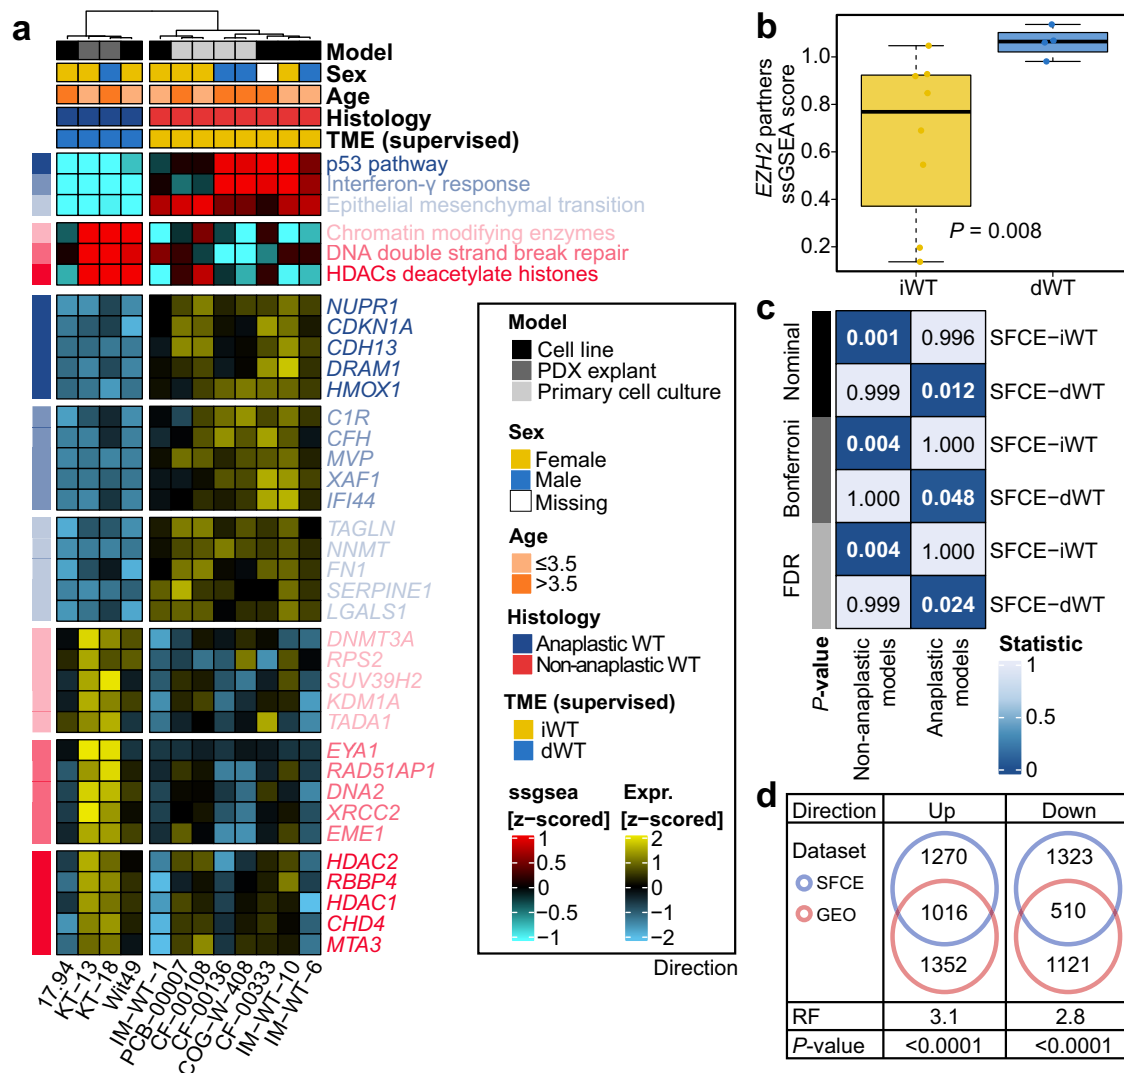 a
Model
Sex
Age
Histology
TME (supervised)
p53 pathway
Interferon-γ response
Epithelial mesenchymal transition
Chromatin modifying enzymes
DNA double strand break repair
HDACs deacetylate histones
NUPR1
CDKN1A
CDH13
DRAM1
HMOX1
C1R
CFH
MVP
XAF1
IFI44
TAGLN
NNMT
FN1
SERPINE1
LGALS1
DNMT3A
RPS2
SUV39H2
KDM1A
TADA1
EYA1
RAD51AP1
DNA2
XRCC2
EME1
HDAC2
RBBP4
HDAC1
CHD4
MTA3
17.94
KT−13
KT−18
Wit49
IM−WT−1
PCB−00007
CF−00108
CF−00136
COG−W−408
CF−00333
IM−WT−10
IM−WT−6
Model
Cell line
PDX explant
Primary cell culture
Sex
Female
Male
Missing
Age
≤3.5
>3.5
Histology
Anaplastic WT
Non-anaplastic WT
TME (supervised)
iWT
dWT
ssgsea
[z−scored]
1
0.5
0
−0.5
−1
Expr.
[z−scored]
2
1
0
−1
−2
Direction
b
EZH2 partners
ssGSEA score
1.0
0.8
0.6
0.4
0.2
P = 0.008
iWT
dWT
c
Nominal
0.001 0.996 SFCE−iWT
0.999 0.012 SFCE−dWT
Bonferroni
0.004 1.000 SFCE−iWT
1.000 0.048 SFCE−dWT
FDR
0.004 1.000 SFCE−iWT
0.999 0.024 SFCE−dWT
P-value
Non-anaplastic
models
Anaplastic
models
Statistic
1
0.5
0
d
Direction Up Down
Dataset
SFCE
GEO
1270
1016
1352
1323
510
1121
RF 3.1 2.8
P-value <0.0001 <0.0001